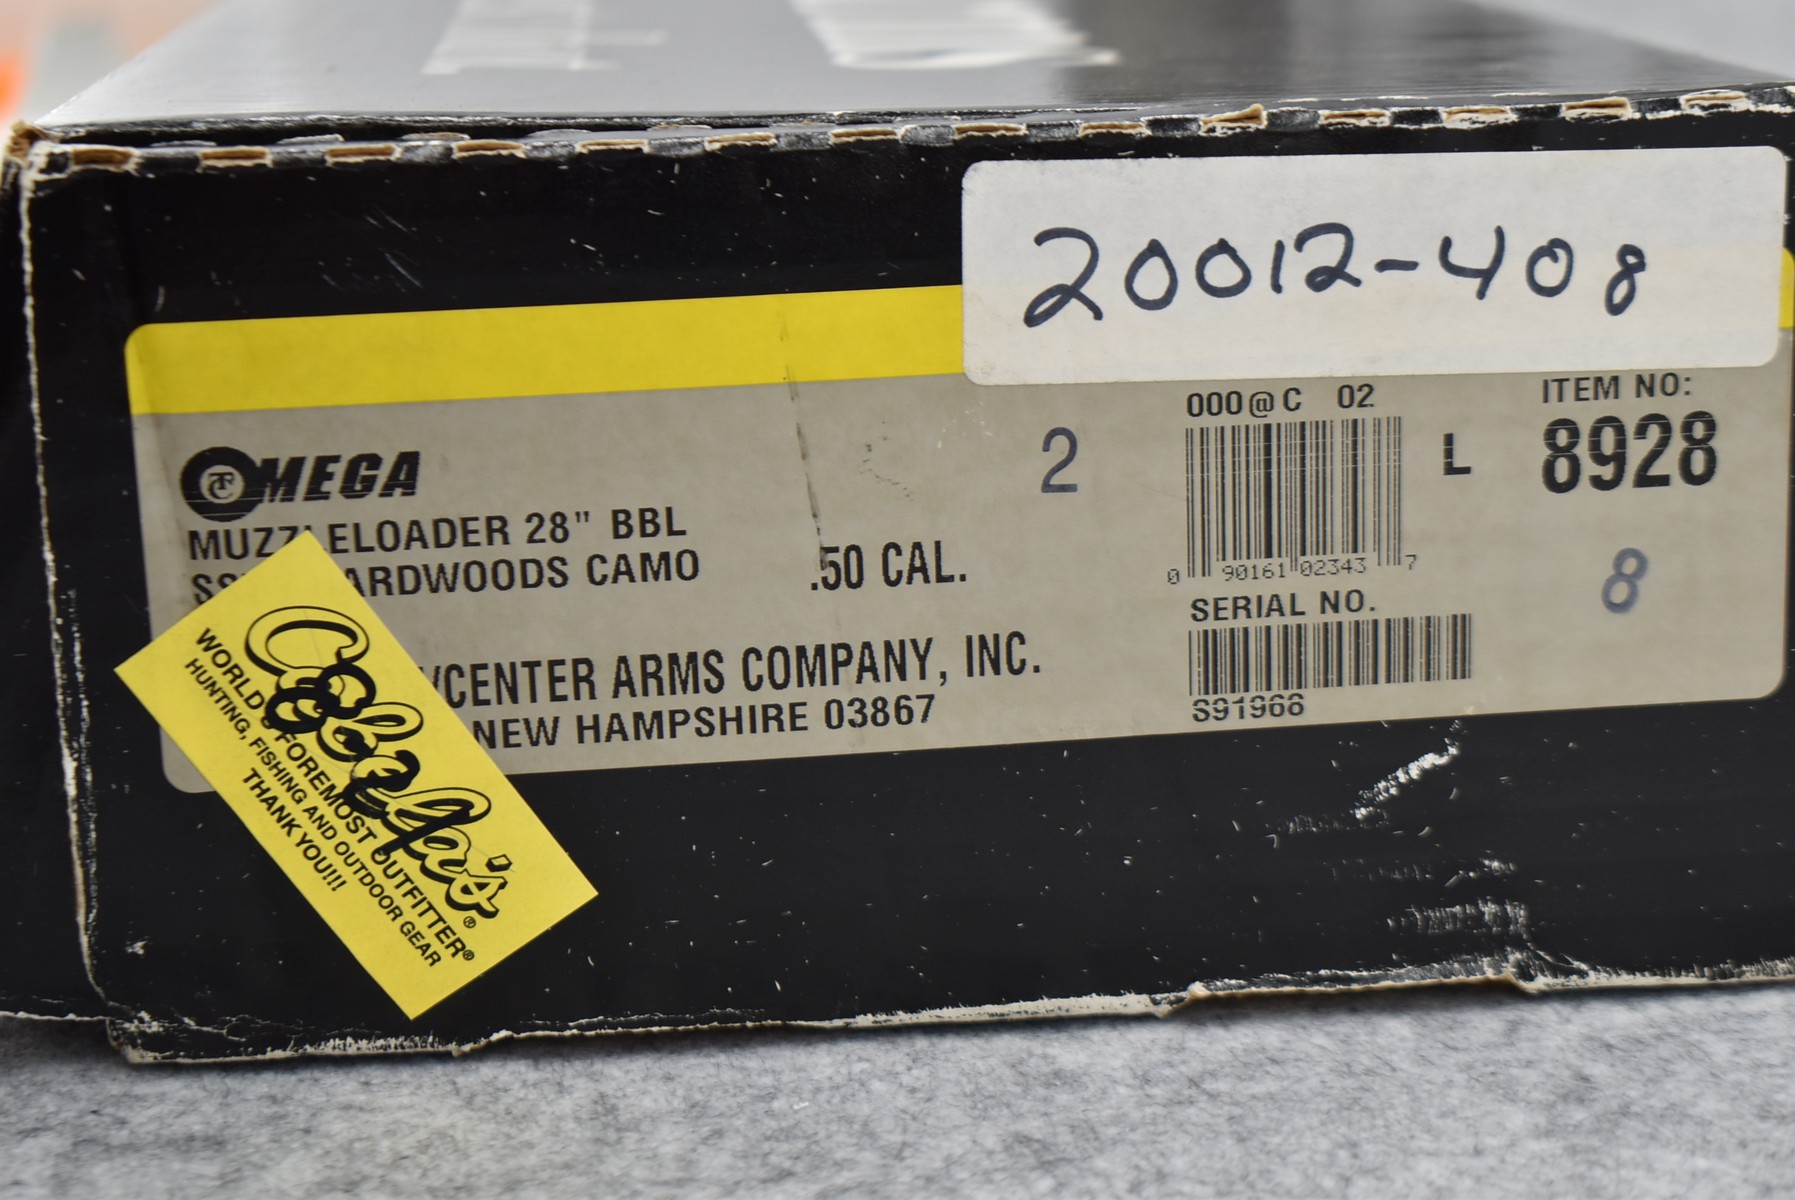 20012-408
OMEGA
MUZZLELOADER 28" BBL
HARDWOODS CAMO
.50 CAL.
2
000@C 02
0 90161 02343 7
L
ITEM NO:
8928
8
SERIAL NO.
S91968
/CENTER ARMS COMPANY, INC.
NEW HAMPSHIRE 03867
Cabela's®
WORLD'S FOREMOST OUTFITTER®
HUNTING, FISHING AND OUTDOOR GEAR
THANK YOU!!!